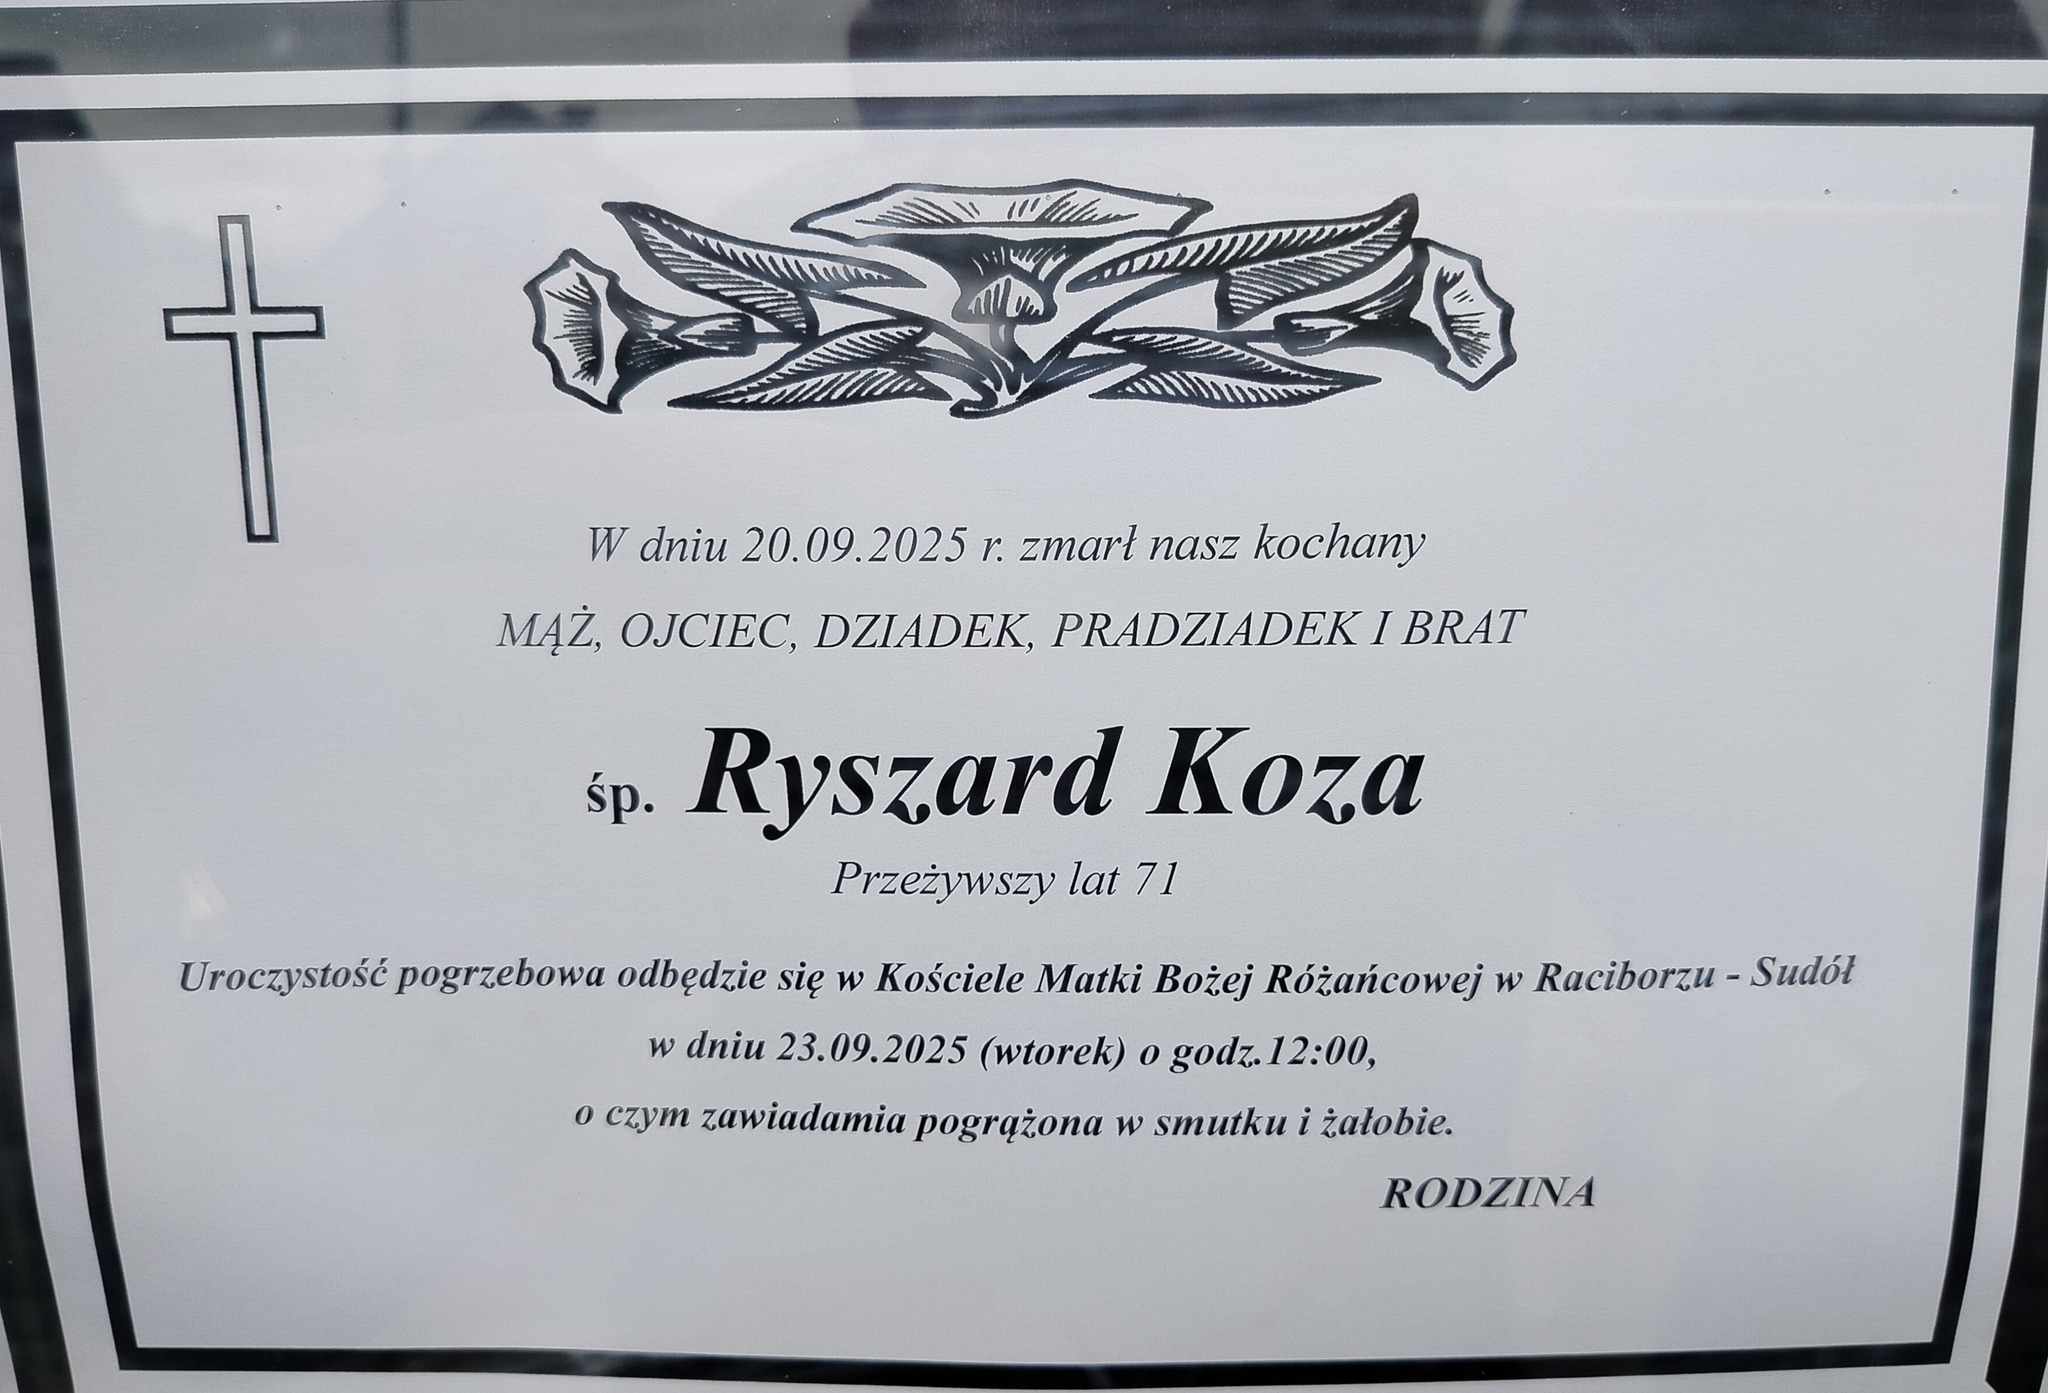 W dniu 20.09.2025 r. zmarł nasz kochany
MĄŻ, OJCIEC, DZIADEK, PRADZIADEK I BRAT
śp. Ryszard Koza
Przeżywszy lat 71
Uroczystość pogrzebowa odbędzie się w Kościele Matki Bożej Różańcowej w Raciborzu - Sudół
w dniu 23.09.2025 (wtorek) o godz.12:00,
o czym zawiadamia pogrążona w smutku i żałobie.
RODZINA